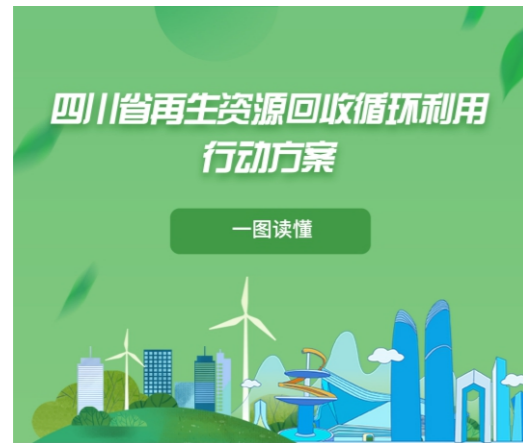 四川省再生资源回收循环利用
行动方案
一图读懂